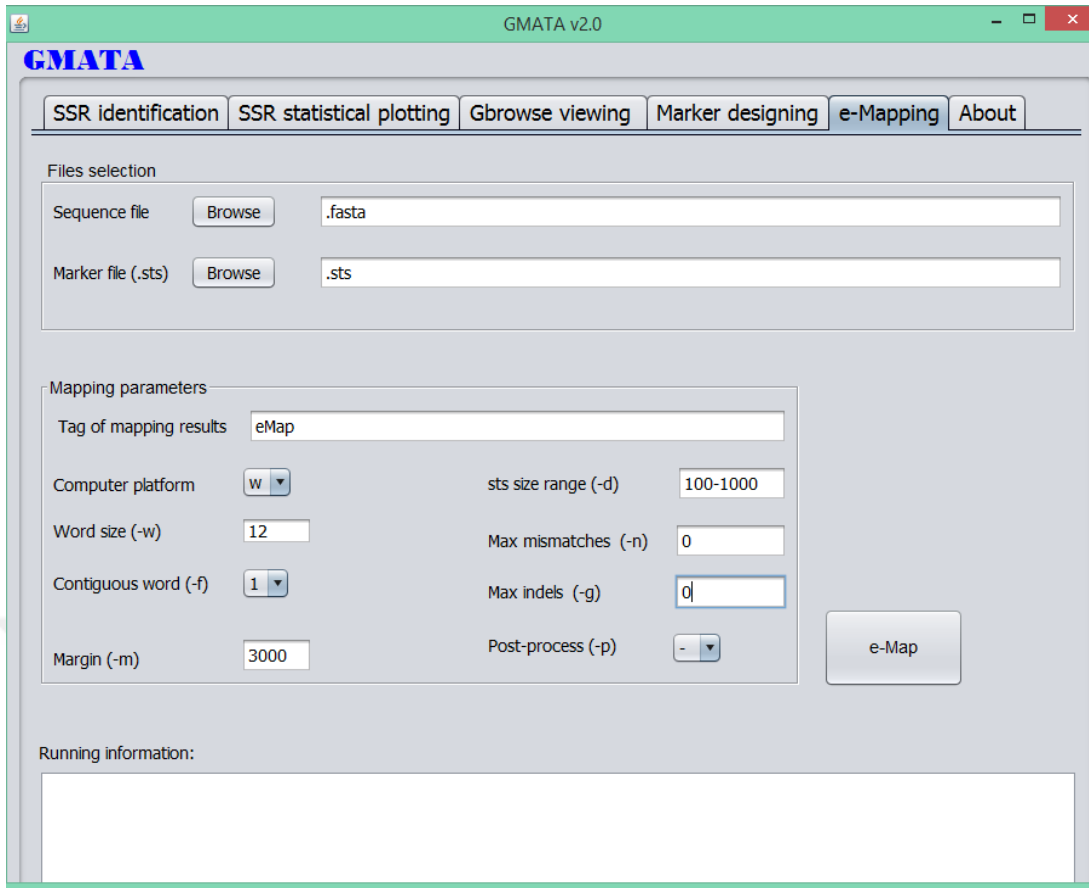 GMATA v2.0
GMATA
SSR identification SSR statistical plotting Gbrowse viewing Marker designing e-Mapping About
Files selection
Sequence file Browse .fasta
Marker file (.sts) Browse .sts
Mapping parameters
Tag of mapping results eMap
Computer platform w sts size range (-d) 100-1000
Word size (-w) 12 Max mismatches (-n) 0
Contiguous word (-f) 1 Max indels (-g) 0
Margin (-m) 3000 Post-process (-p) - e-Map
Running information: